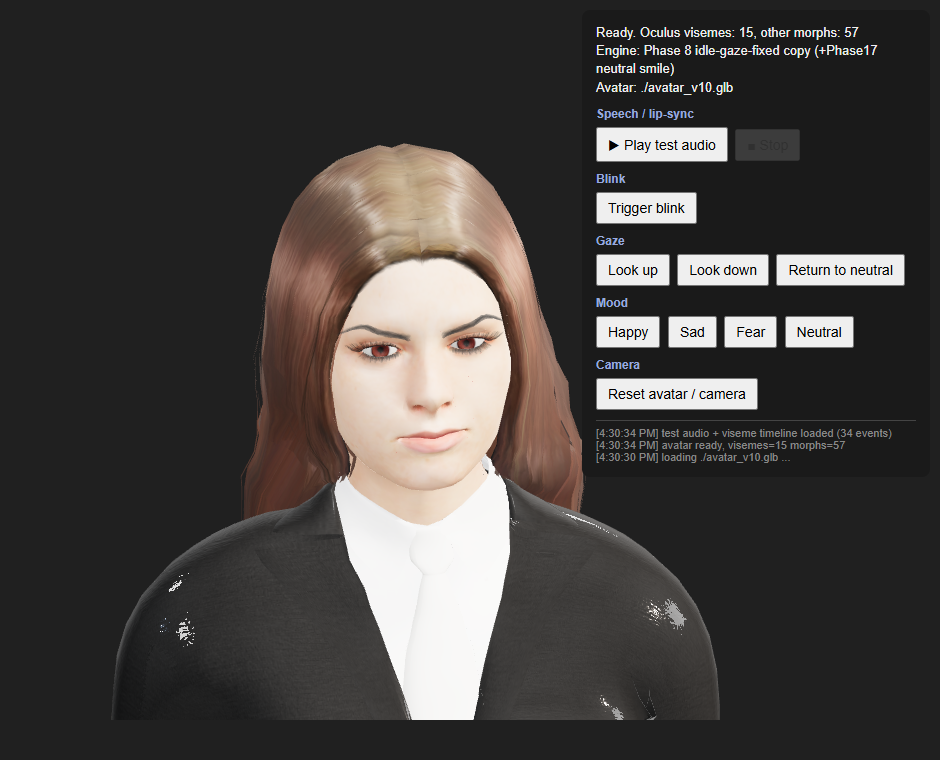 Ready. Oculus visemes: 15, other morphs: 57
Engine: Phase 8 idle-gaze-fixed copy (+Phase17
neutral smile)
Avatar: ./avatar_v10.glb
Speech / lip-sync
▶ Play test audio ■ Stop
Blink
Trigger blink
Gaze
Look up Look down Return to neutral
Mood
Happy Sad Fear Neutral
Camera
Reset avatar / camera
[4:30:34 PM] test audio + viseme timeline loaded (34 events)
[4:30:34 PM] avatar ready, visemes=15 morphs=57
[4:30:30 PM] loading ./avatar_v10.glb ...